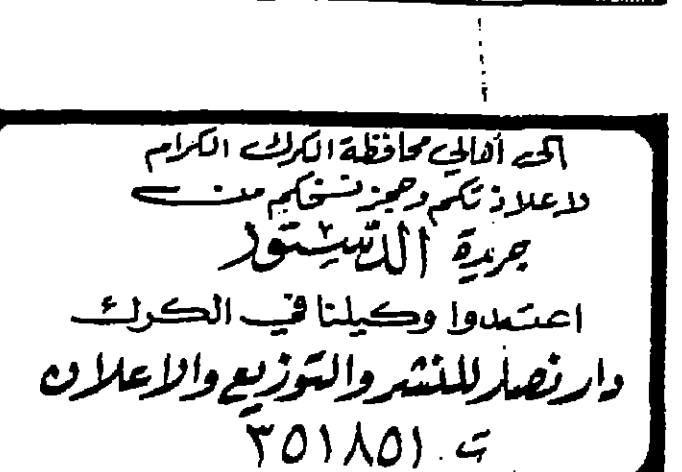 الى أهالي محافظة الكرك الكرام
لاعلاناتكم وحجز نسخكم من
جريدة الدستور
اعتمدوا وكيلنا في الكرك
دار نصار للنشر والتوزيع والاعلان
ت. ٣٥١٨٥١